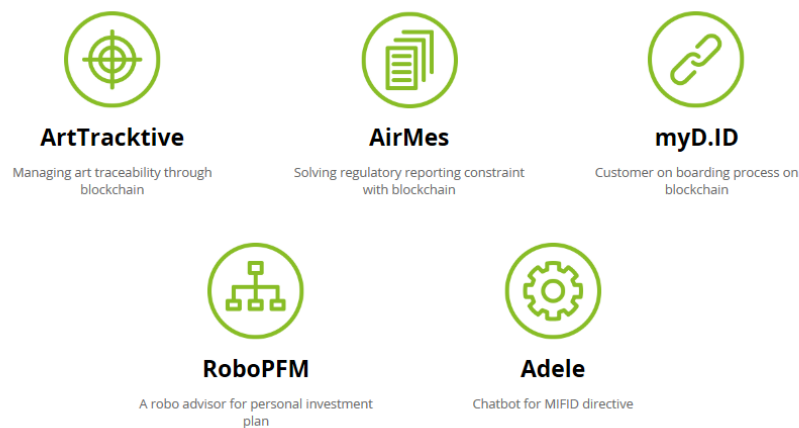 ArtTracktive
AirMes
myD.ID
Managing art traceability through
blockchain
Solving regulatory reporting constraint
with blockchain
Customer on boarding process on
blockchain
RoboPFM
Adele
A robo advisor for personal investment
plan
Chatbot for MIFID directive